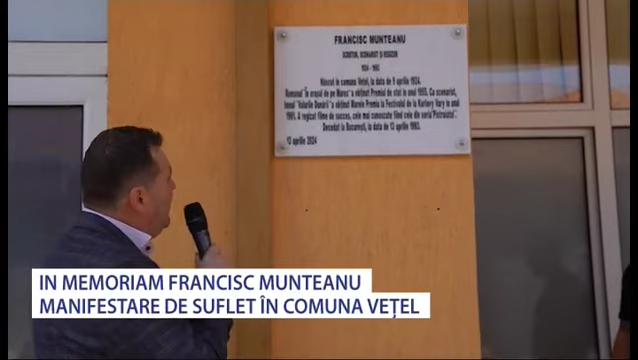 FRANCISC MUNTEANU
SCRIITOR, SCENARIST ȘI REGIZOR
1924 - 1993
Născut în comuna Vețel, la data de 9 aprilie 1924.
Romanul "În orașul de pe Mureș" a obținut Premiul de stat în anul 1955. Ca scenarist,
filmul "Valurile Dunării" a obținut Marele Premiu la Festivalul de la Karlovy Vary în anul
A regizat filme de succes, cele mai cunoscute fiind cele din seria "Pistruiatul".
Decedat la București, la data de 13 aprilie 1993.
13 aprilie 2024
IN MEMORIAM FRANCISC MUNTEANU
MANIFESTARE DE SUFLET ÎN COMUNA VEȚEL